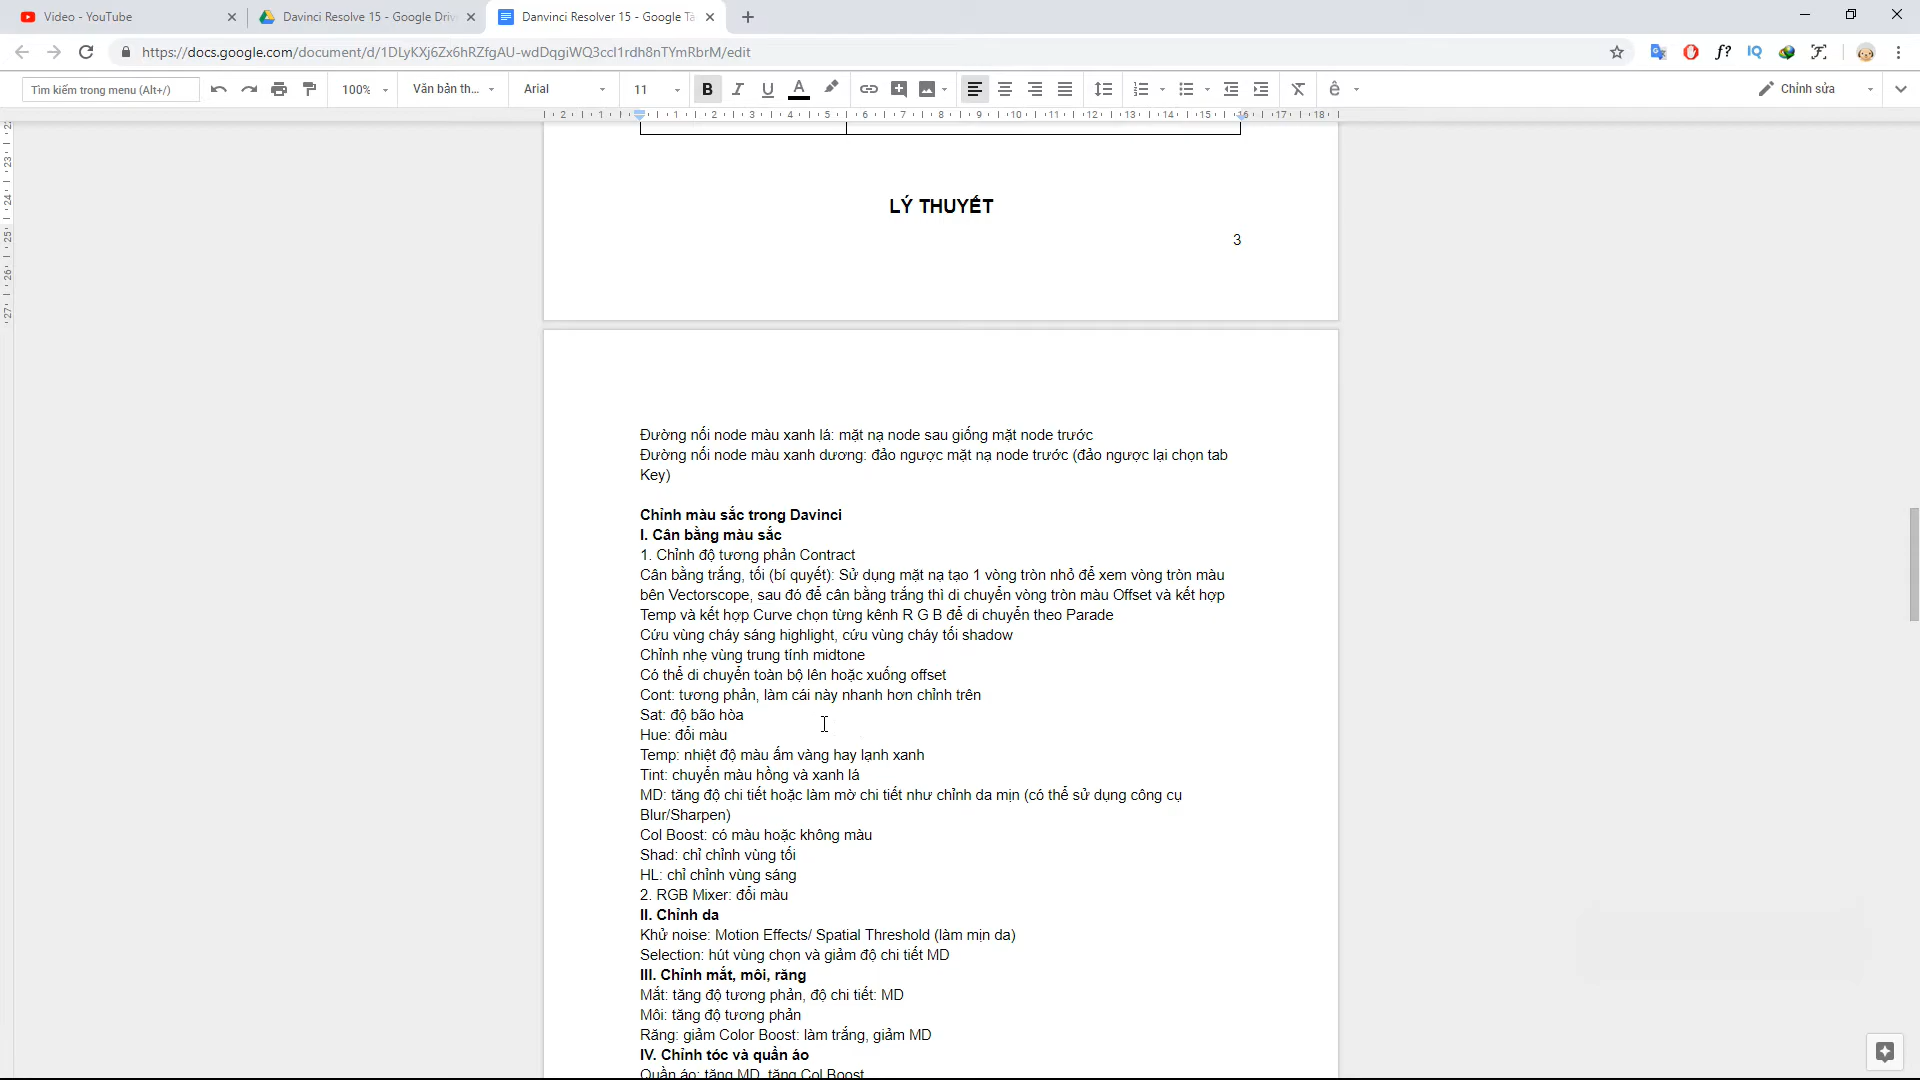 Video - YouTube
Davinci Resolve 15 - Google Driv
Danvinci Resolver 15 - Google Tà
https://docs.google.com/document/d/1DLyKXj6Zx6hRZfgAU-wdDqgiWQ3ccI1rdh8nTYmRbrM/edit
Tìm kiếm trong menu (Alt+/)
100%
Văn bản th...
Arial
11
Chỉnh sửa
LÝ THUYẾT
3
Đường nối node màu xanh lá: mặt nạ node sau giống mặt node trước
Đường nối node màu xanh dương: đảo ngược mặt nạ node trước (đảo ngược lại chọn tab
Key)
Chỉnh màu sắc trong Davinci
I. Cân bằng màu sắc
1. Chỉnh độ tương phản Contract
Cân bằng trắng, tối (bí quyết): Sử dụng mặt nạ tạo 1 vòng tròn nhỏ để xem vòng tròn màu
bên Vectorscope, sau đó để cân bằng trắng thì di chuyển vòng tròn màu Offset và kết hợp
Temp và kết hợp Curve chọn từng kênh R G B để di chuyển theo Parade
Cứu vùng cháy sáng highlight, cứu vùng cháy tối shadow
Chỉnh nhẹ vùng trung tính midtone
Có thể di chuyển toàn bộ lên hoặc xuống offset
Cont: tương phản, làm cái này nhanh hơn chỉnh trên
Sat: độ bão hòa
Hue: đổi màu
Temp: nhiệt độ màu ấm vàng hay lạnh xanh
Tint: chuyển màu hồng và xanh lá
MD: tăng độ chi tiết hoặc làm mờ chi tiết như chỉnh da mịn (có thể sử dụng công cụ
Blur/Sharpen)
Col Boost: có màu hoặc không màu
Shad: chỉ chỉnh vùng tối
HL: chỉ chỉnh vùng sáng
2. RGB Mixer: đổi màu
II. Chỉnh da
Khử noise: Motion Effects/ Spatial Threshold (làm mịn da)
Selection: hút vùng chọn và giảm độ chi tiết MD
III. Chỉnh mắt, môi, răng
Mắt: tăng độ tương phản, độ chi tiết: MD
Môi: tăng độ tương phản
Răng: giảm Color Boost: làm trắng, giảm MD
IV. Chỉnh tóc và quần áo
Quần áo: tăng MD, tăng Col Boost